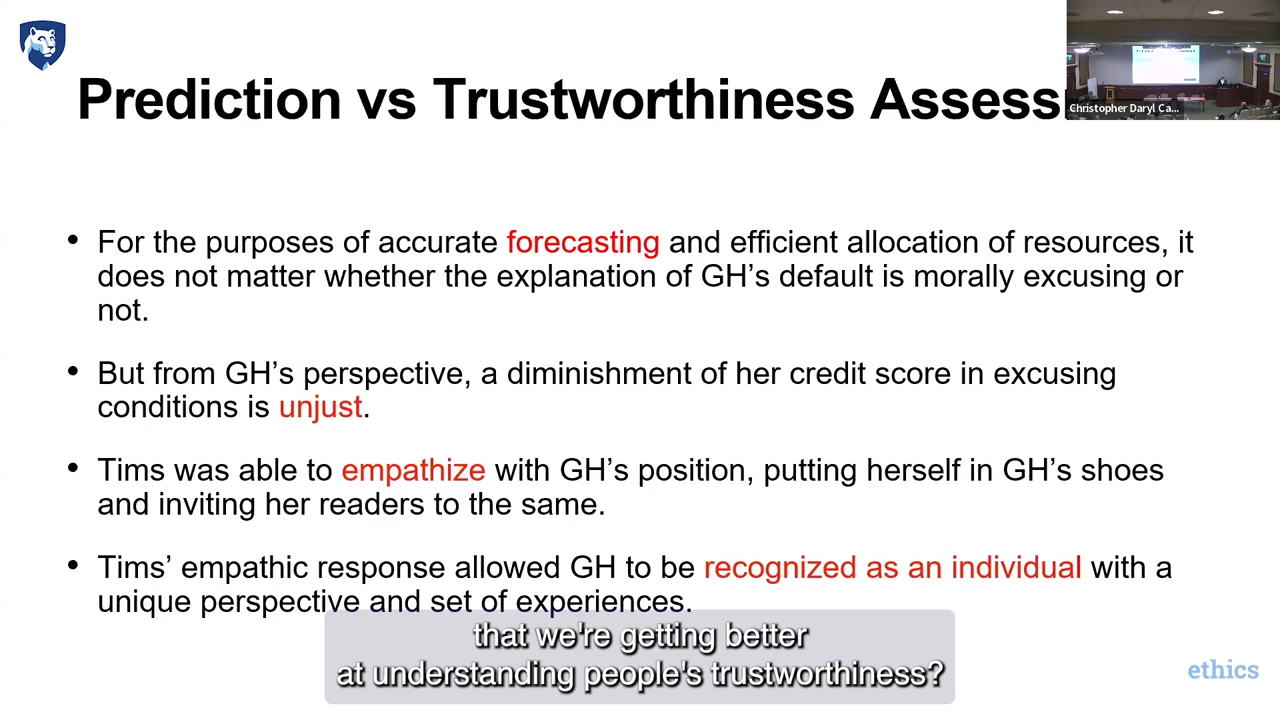 Prediction vs Trustworthiness Assess
Christopher Daryl Ca...
• For the purposes of accurate forecasting and efficient allocation of resources, it
does not matter whether the explanation of GH’s default is morally excusing or
not.
• But from GH’s perspective, a diminishment of her credit score in excusing
conditions is unjust.
• Tims was able to empathize with GH’s position, putting herself in GH’s shoes
and inviting her readers to the same.
• Tims’ empathic response allowed GH to be recognized as an individual with a
unique perspective and set of experiences.
that we're getting better
at understanding people's trustworthiness?
ethics